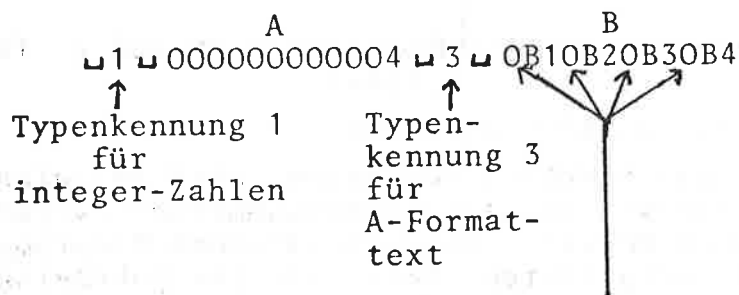 A B
␣1␣000000000004␣3␣0B10B20B30B4
Typenkennung 1
für
integer-Zahlen
Typen-
kennung 3
für
A-Format-
text